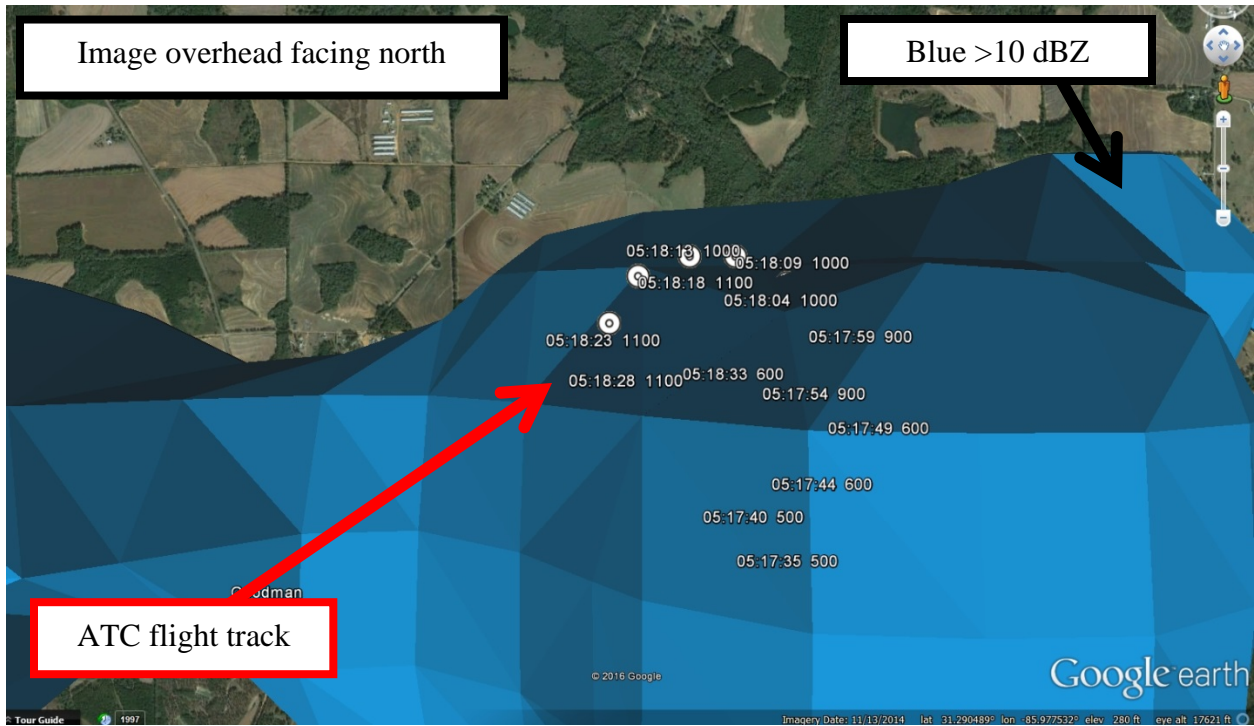 Image overhead facing north
Blue >10 dBZ
05:18:13 1000
05:18:09 1000
05:18:18 1100
05:18:04 1000
05:17:59 900
05:18:23 1100
05:18:28 1100
05:18:33 600
05:17:54 900
05:17:49 600
05:17:44 600
05:17:40 500
05:17:35 500
ATC flight track
© 2016 Google
Google earth
Tour Guide
1997
Imagery Date: 11/13/2014 lat 31.290489° lon -85.977532° elev 280 ft eye alt 17621 ft